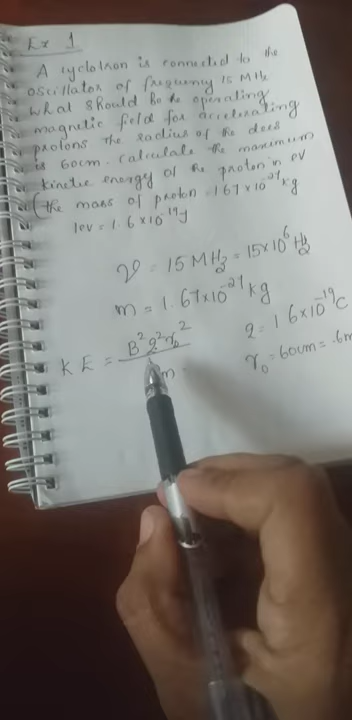 Ex 1
A cyclotron is connected to the
oscillator of frequency 15 MHz
what should be the operating
magnetic field for accelerating
protons the radius of the dees
is 60cm. calculate the maximum
kinetic energy of the proton in eV
(the mass of proton = 1.67 × 10⁻²⁷ kg
1eV = 1.6 × 10⁻¹⁹ J
ν = 15 MHz = 15 × 10⁶ Hz
m = 1.67 × 10⁻²⁷ kg
q = 1.6 × 10⁻¹⁹ C
KE = B² q² r₀² / m
r₀ = 60cm = .6m